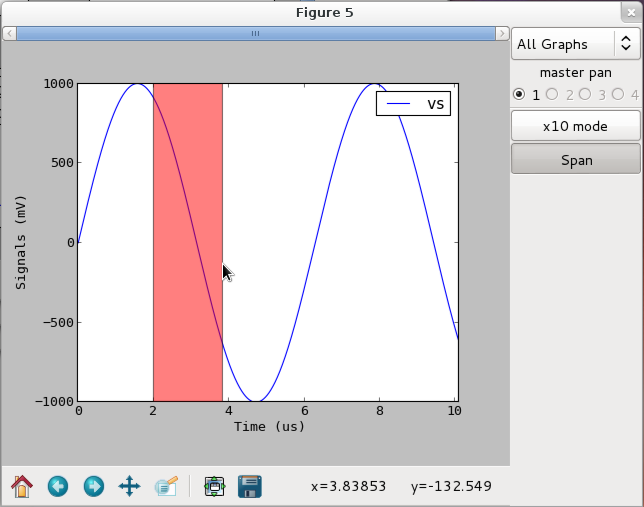 Figure 5
All Graphs
master pan
1 2 3 4
x10 mode
Span
vs
1000
500
0
−500
−1000
Signals (mV)
0 2 4 6 8 10
Time (us)
x=3.83853 y=-132.549